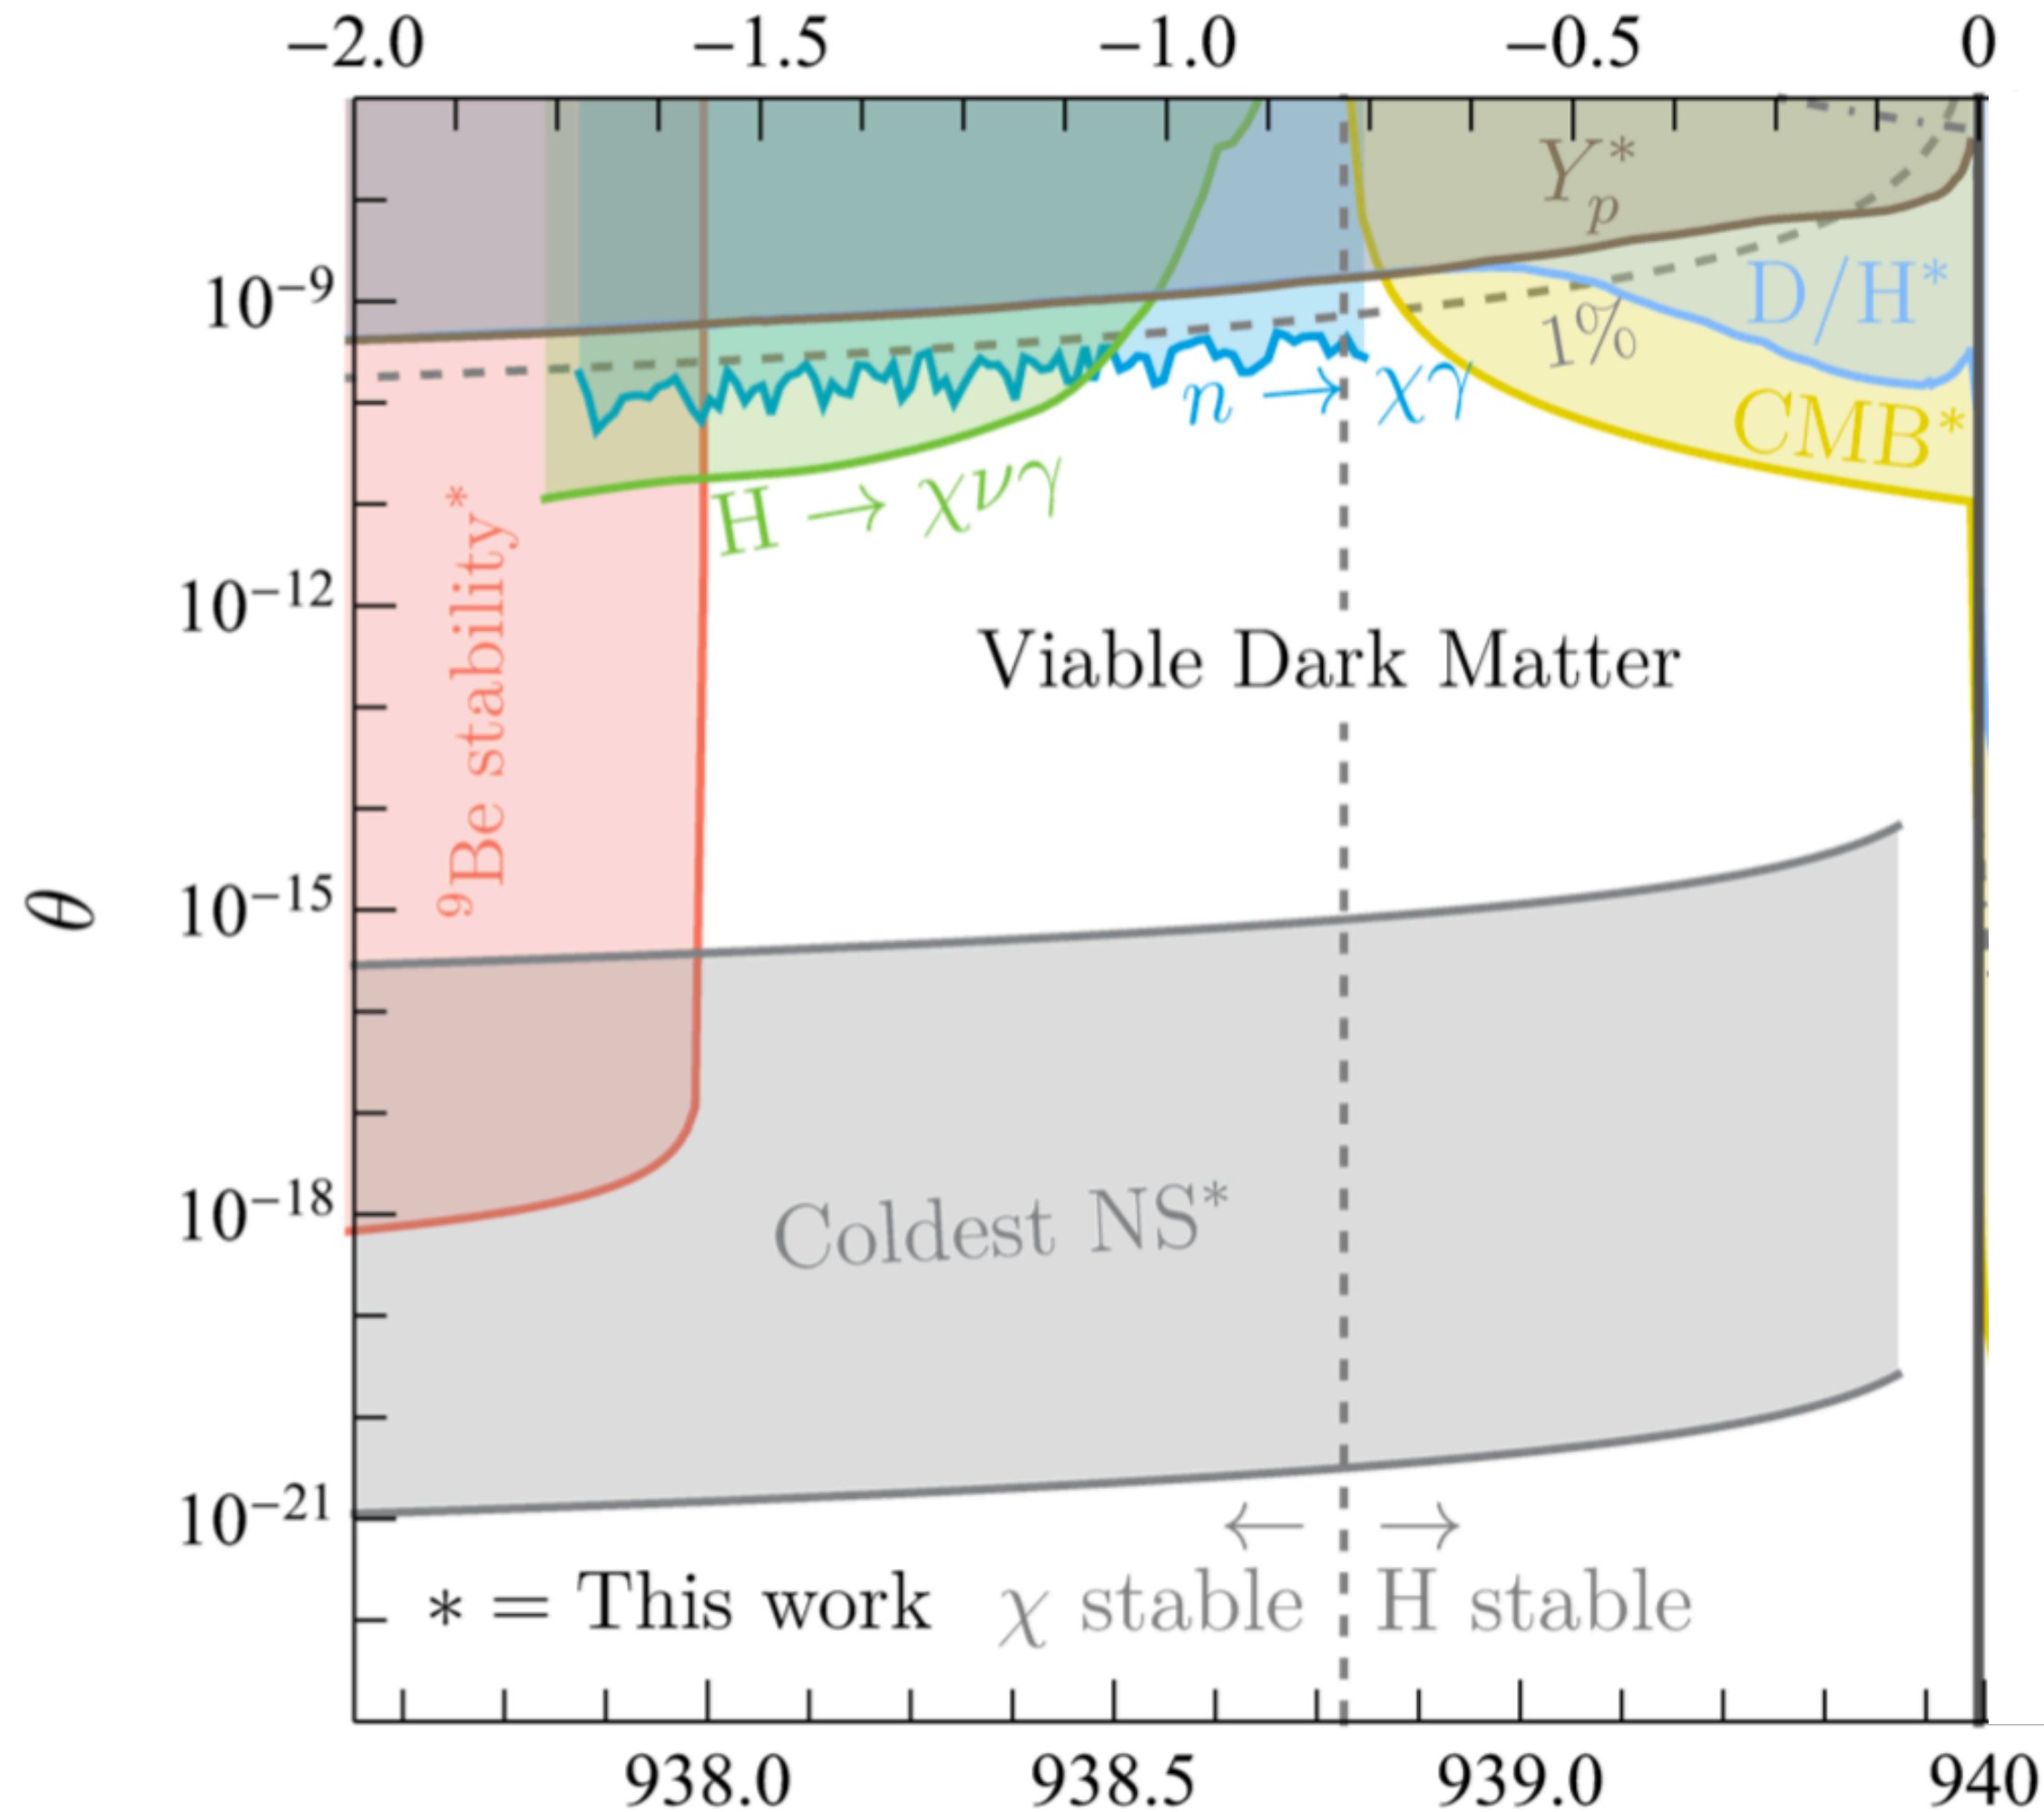 −2.0 −1.5 −1.0 −0.5 0
Y_p^*
10^−9
D/H^*
1%
n → χγ
CMB^*
H → χνγ
^9Be stability^*
10^−12
Viable Dark Matter
10^−15
θ
10^−18
Coldest NS^*
10^−21
← →
* = This work χ stable H stable
938.0 938.5 939.0 940